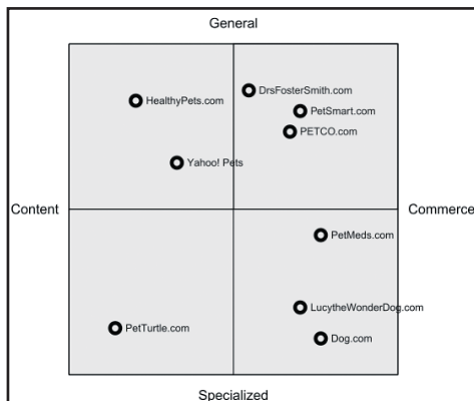 General
DrsFosterSmith.com
HealthyPets.com
PetSmart.com
PETCO.com
Yahoo! Pets
Content
Commerce
PetMeds.com
LucytheWonderDog.com
PetTurtle.com
Dog.com
Specialized